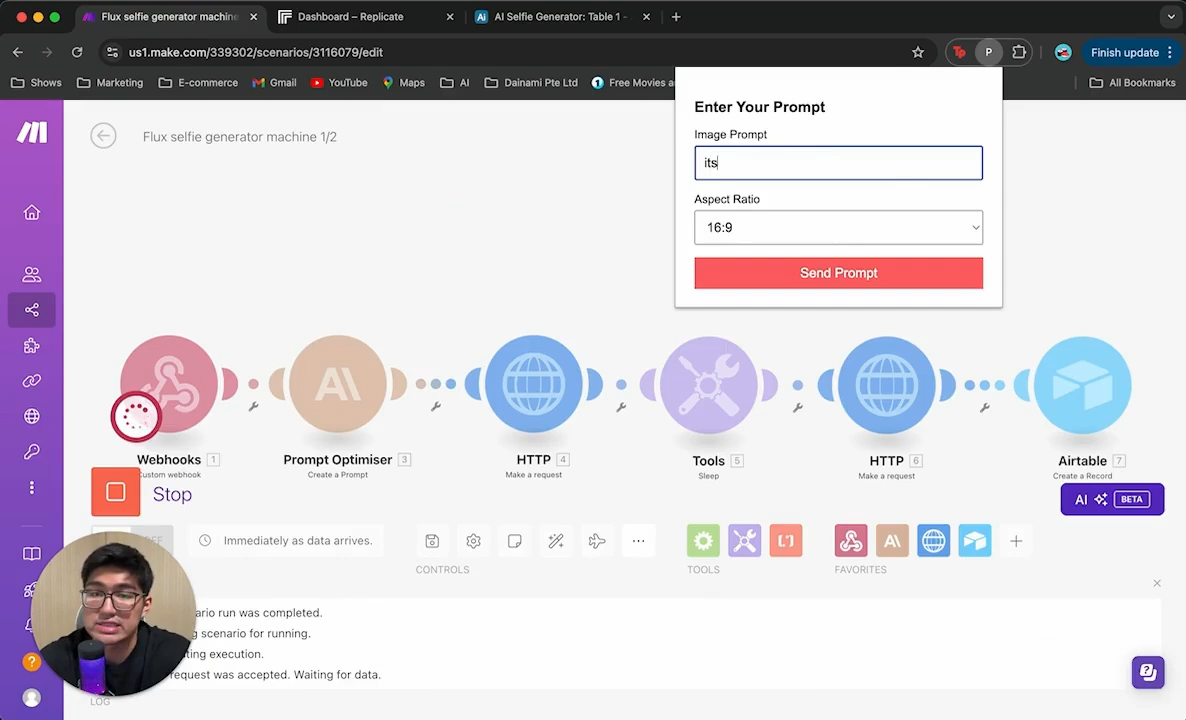 Flux selfie generator machine
Dashboard – Replicate
AI Selfie Generator: Table 1 -
us1.make.com/339302/scenarios/3116079/edit
P
Finish update
Shows
Marketing
E-commerce
Gmail
YouTube
Maps
AI
Dainami Pte Ltd
Free Movies
All Bookmarks
Flux selfie generator machine 1/2
Enter Your Prompt
Image Prompt
its
Aspect Ratio
16:9
Send Prompt
Webhooks 1
Custom webhook
Prompt Optimiser 3
Create a Prompt
HTTP 4
Make a request
Tools 5
Sleep
HTTP 6
Make a request
Airtable 7
Create a Record
Stop
AI BETA
Immediately as data arrives.
CONTROLS
TOOLS
FAVORITES
run was completed.
scenario for running.
execution.
request was accepted. Waiting for data.
LOG